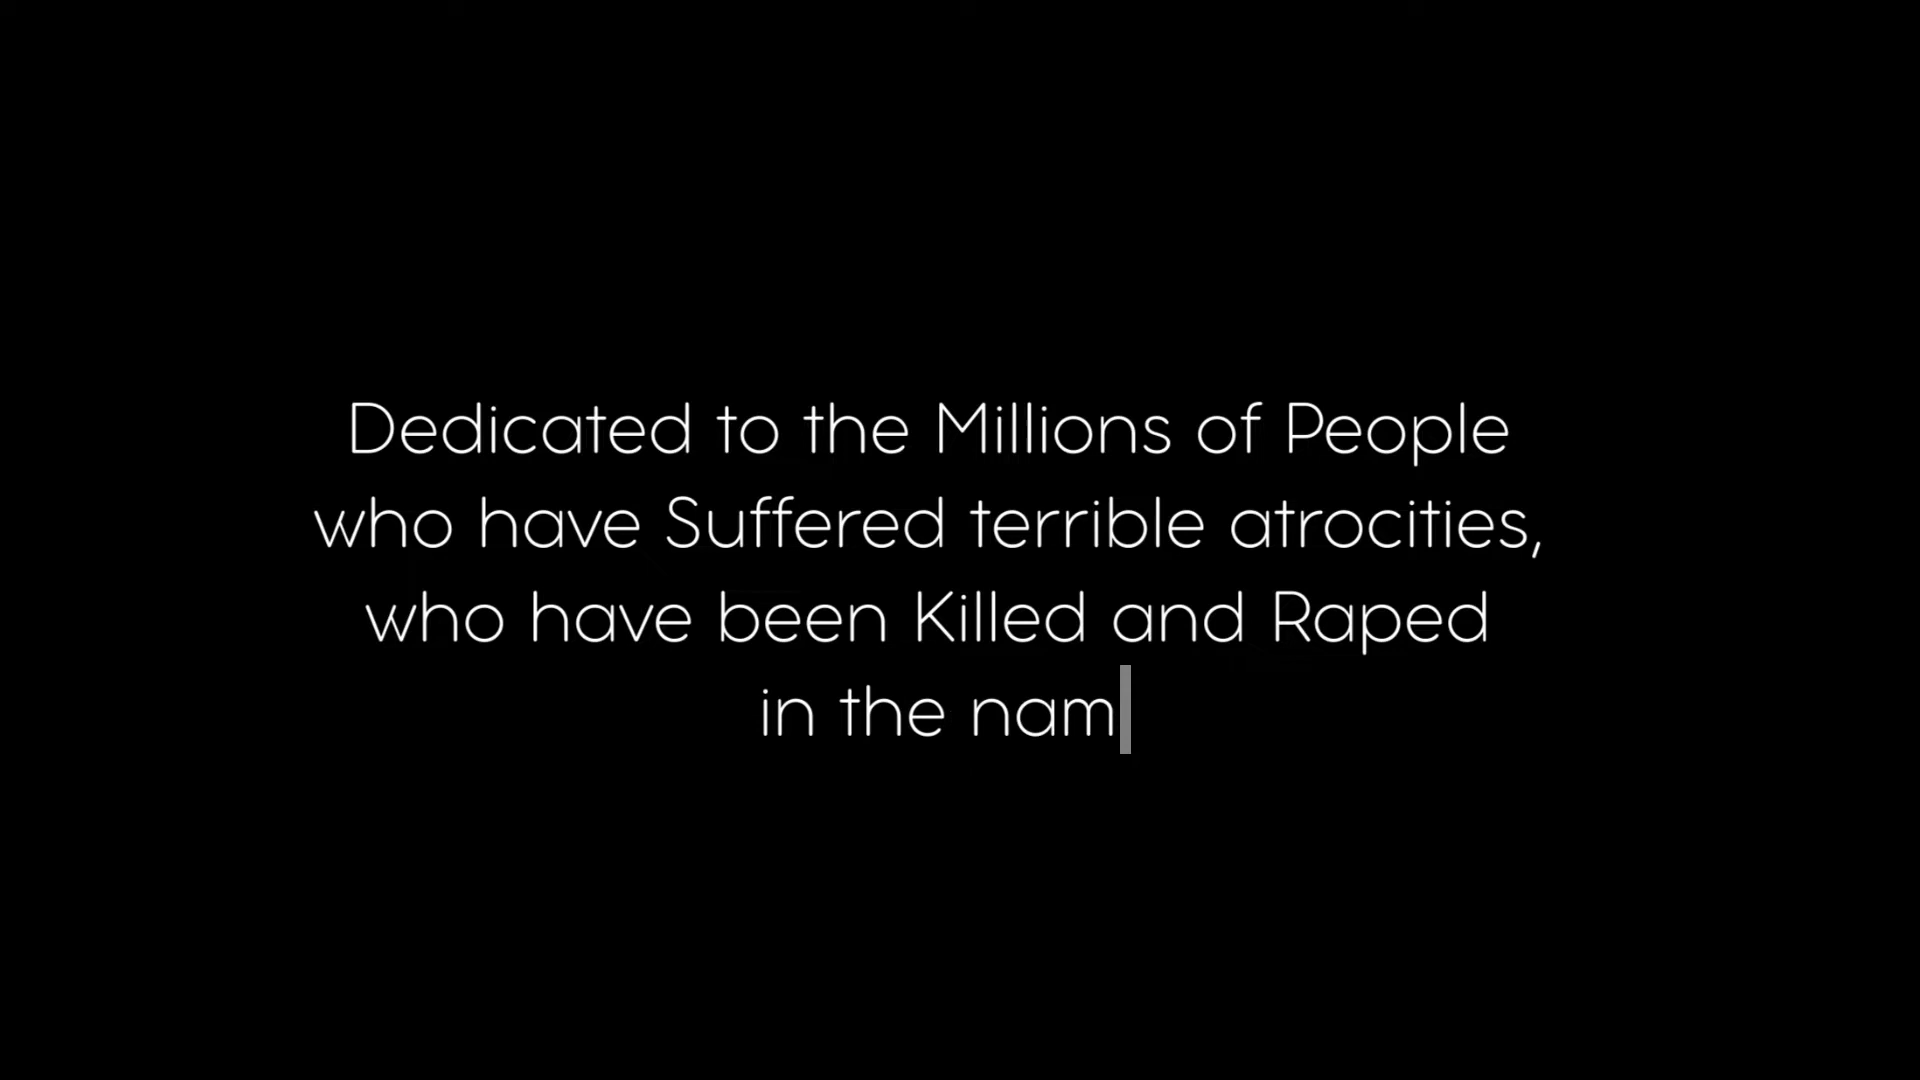 Dedicated to the Millions of People
who have Suffered terrible atrocities,
who have been Killed and Raped
in the nam